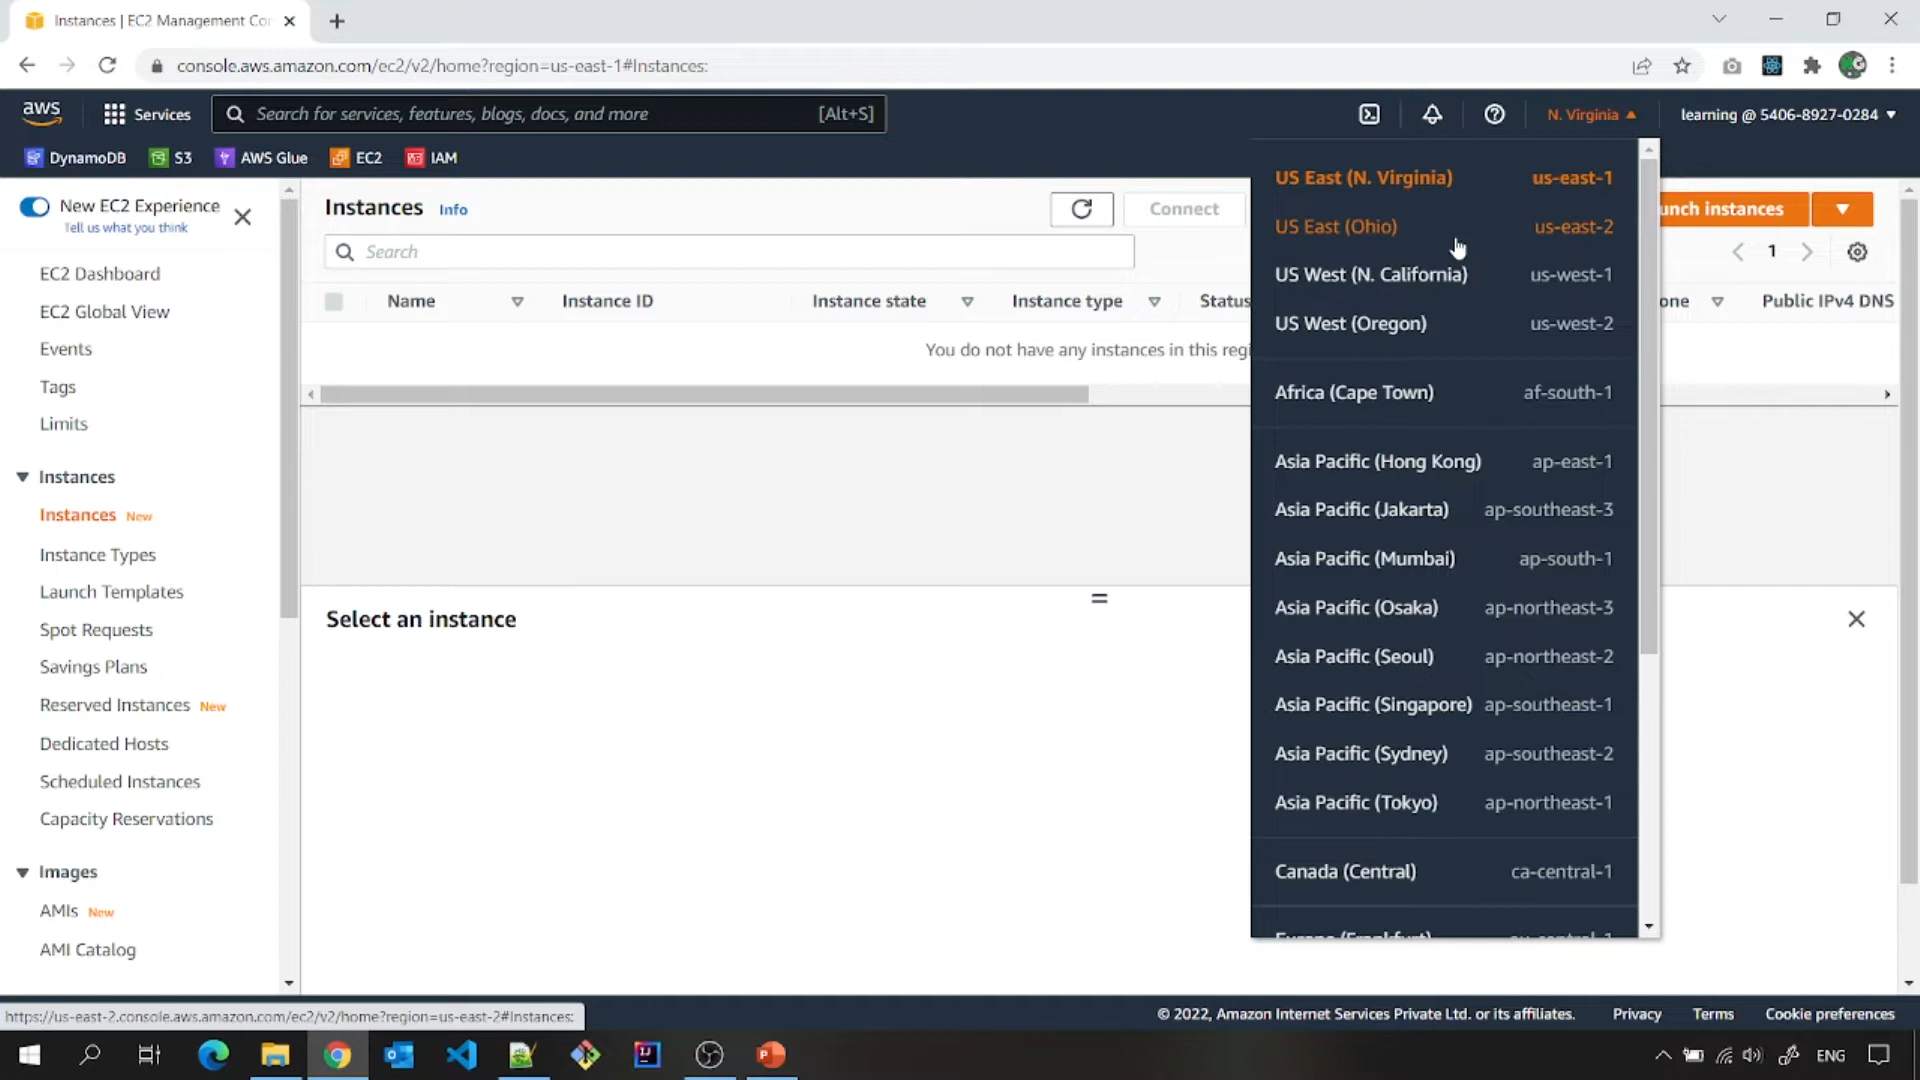 Instances | EC2 Management Con
console.aws.amazon.com/ec2/v2/home?region=us-east-1#Instances:
aws
Services
Search for services, features, blogs, docs, and more
[Alt+S]
N. Virginia
learning @ 5406-8927-0284
DynamoDB
S3
AWS Glue
EC2
IAM
New EC2 Experience
Tell us what you think
EC2 Dashboard
EC2 Global View
Events
Tags
Limits
Instances
Instances New
Instance Types
Launch Templates
Spot Requests
Savings Plans
Reserved Instances New
Dedicated Hosts
Scheduled Instances
Capacity Reservations
Images
AMIs New
AMI Catalog
Instances Info
Connect
unch instances
Search
1
Name
Instance ID
Instance state
Instance type
Status
one
Public IPv4 DNS
You do not have any instances in this regi
Select an instance
US East (N. Virginia) us-east-1
US East (Ohio) us-east-2
US West (N. California) us-west-1
US West (Oregon) us-west-2
Africa (Cape Town) af-south-1
Asia Pacific (Hong Kong) ap-east-1
Asia Pacific (Jakarta) ap-southeast-3
Asia Pacific (Mumbai) ap-south-1
Asia Pacific (Osaka) ap-northeast-3
Asia Pacific (Seoul) ap-northeast-2
Asia Pacific (Singapore) ap-southeast-1
Asia Pacific (Sydney) ap-southeast-2
Asia Pacific (Tokyo) ap-northeast-1
Canada (Central) ca-central-1
Europe (Frankfurt) eu-central-1
https://us-east-2.console.aws.amazon.com/ec2/v2/home?region=us-east-2#Instances:
© 2022, Amazon Internet Services Private Ltd. or its affiliates.
Privacy
Terms
Cookie preferences
ENG